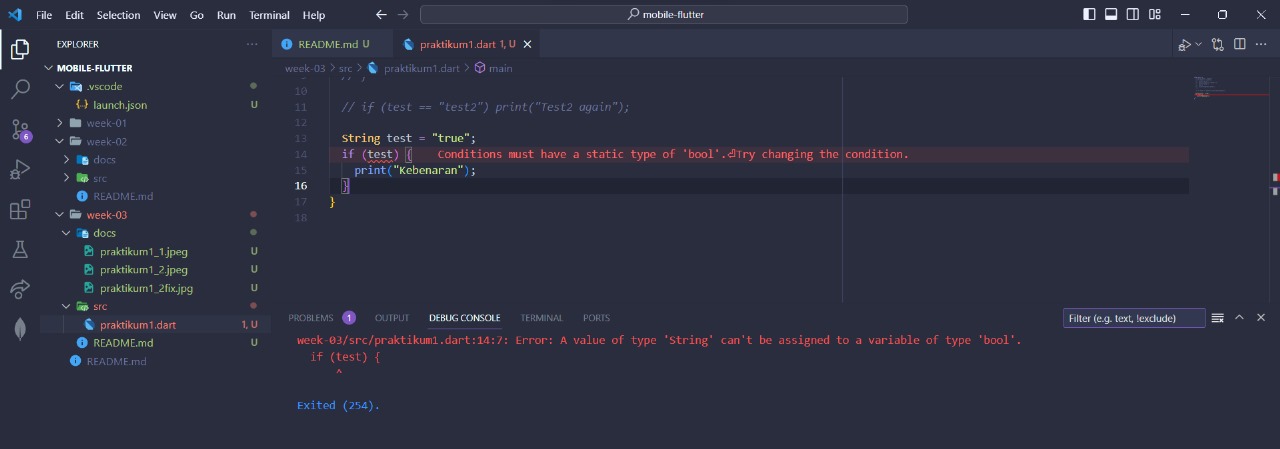 File Edit Selection View Go Run Terminal Help
mobile-flutter
EXPLORER
README.md U
praktikum1.dart 1, U
MOBILE-FLUTTER
.vscode
launch.json U
week-01
week-02
docs
src
README.md
week-03
docs
praktikum1_1.jpeg U
praktikum1_2.jpeg U
praktikum1_2fix.jpg U
src
praktikum1.dart 1, U
README.md U
README.md
6
week-03 > src > praktikum1.dart > main
10
11 // if (test == "test2") print("Test2 again");
12
13 String test = "true";
14 if (test) { Conditions must have a static type of 'bool'.⏎Try changing the condition.
15 print("Kebenaran");
16 }
17 }
18
PROBLEMS 1 OUTPUT DEBUG CONSOLE TERMINAL PORTS
Filter (e.g. text, !exclude)
week-03/src/praktikum1.dart:14:7: Error: A value of type 'String' can't be assigned to a variable of type 'bool'.
if (test) {
^
Exited (254).